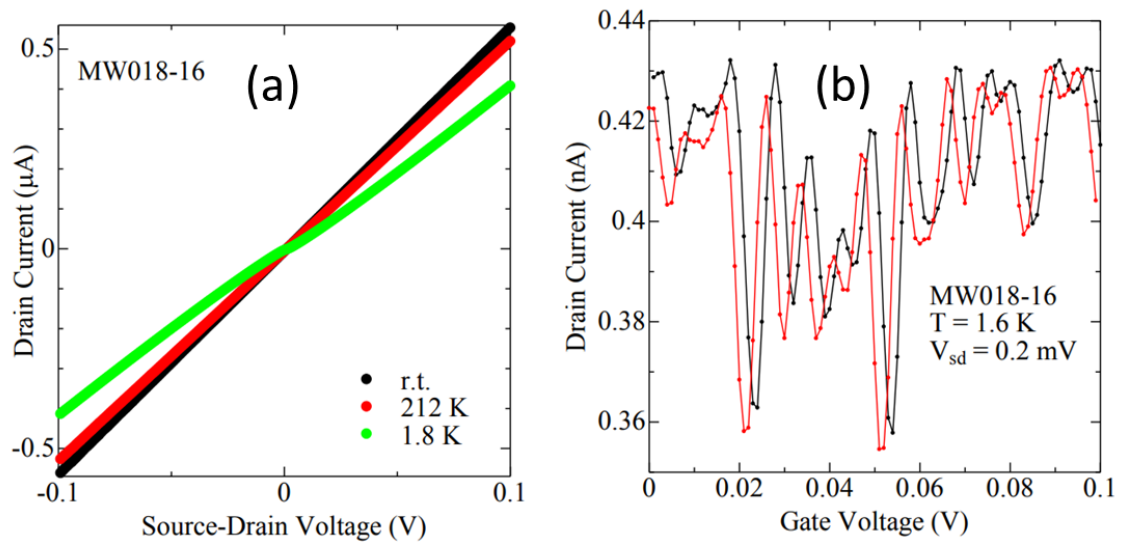 (a)
MW018-16
Drain Current (μA)
0.5
0
-0.5
r.t.
212 K
1.8 K
-0.1
0
0.1
Source-Drain Voltage (V)
(b)
Drain Current (nA)
0.44
0.42
0.4
0.38
0.36
MW018-16
T = 1.6 K
Vsd = 0.2 mV
0
0.02
0.04
0.06
0.08
0.1
Gate Voltage (V)